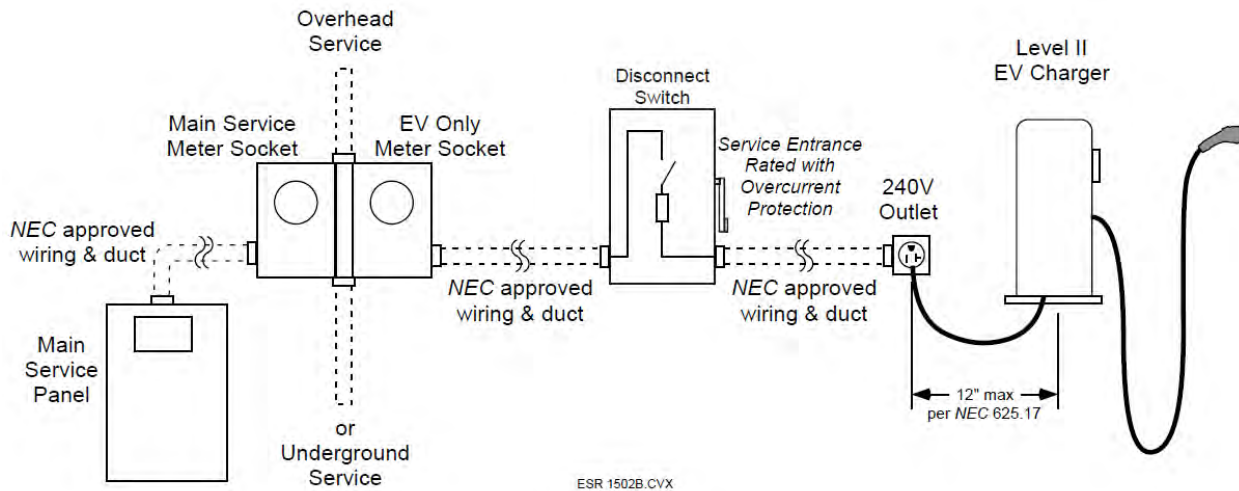 Overhead
Service
Main Service
Meter Socket
EV Only
Meter Socket
NEC approved
wiring & duct
Main
Service
Panel
or
Underground
Service
NEC approved
wiring & duct
Disconnect
Switch
Service Entrance
Rated with
Overcurrent
Protection
NEC approved
wiring & duct
240V
Outlet
Level II
EV Charger
12" max
per NEC 625.17
ESR 1502B.CVX